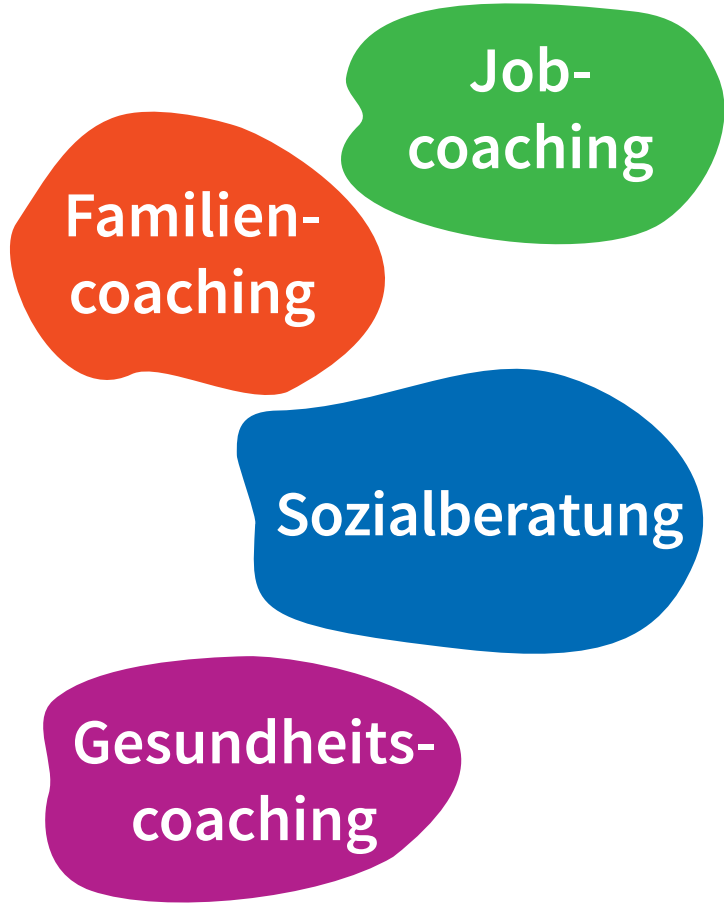 Job-
coaching
Familien-
coaching
Sozialberatung
Gesundheits-
coaching